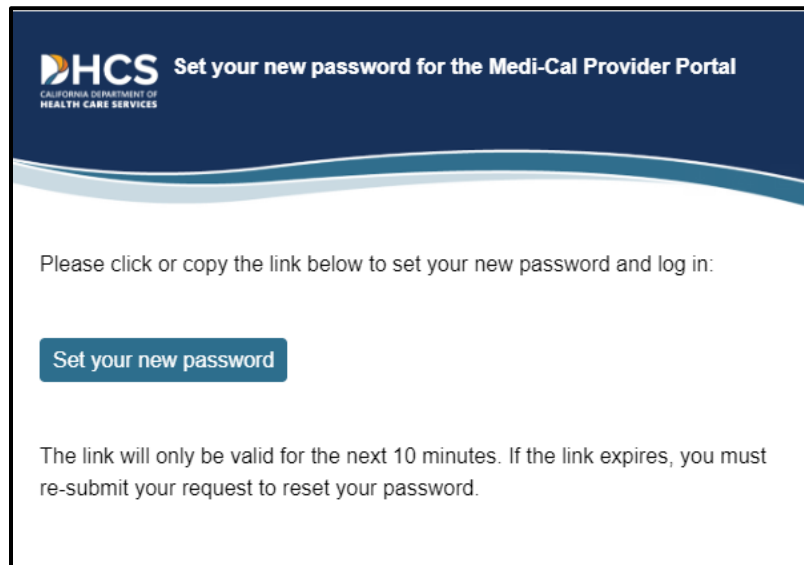 DHCS
CALIFORNIA DEPARTMENT OF
HEALTH CARE SERVICES
Set your new password for the Medi-Cal Provider Portal
Please click or copy the link below to set your new password and log in:
Set your new password
The link will only be valid for the next 10 minutes. If the link expires, you must
re-submit your request to reset your password.